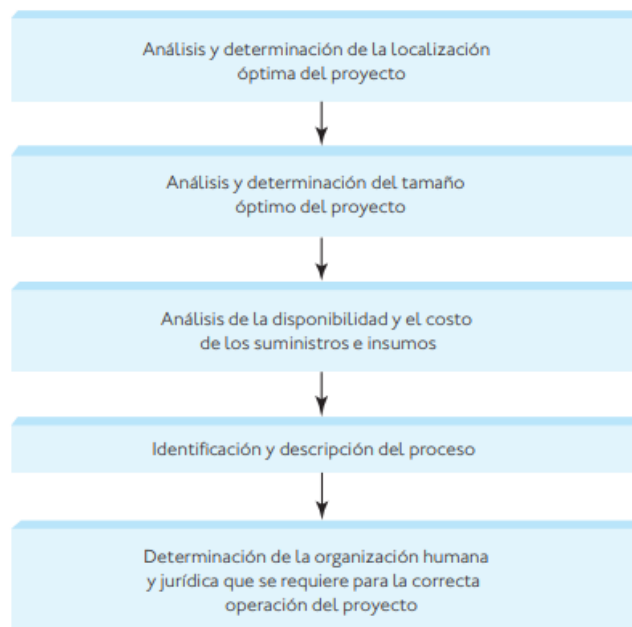 Análisis y determinación de la localización
óptima del proyecto
Análisis y determinación del tamaño
óptimo del proyecto
Análisis de la disponibilidad y el costo
de los suministros e insumos
Identificación y descripción del proceso
Determinación de la organización humana
y jurídica que se requiere para la correcta
operación del proyecto